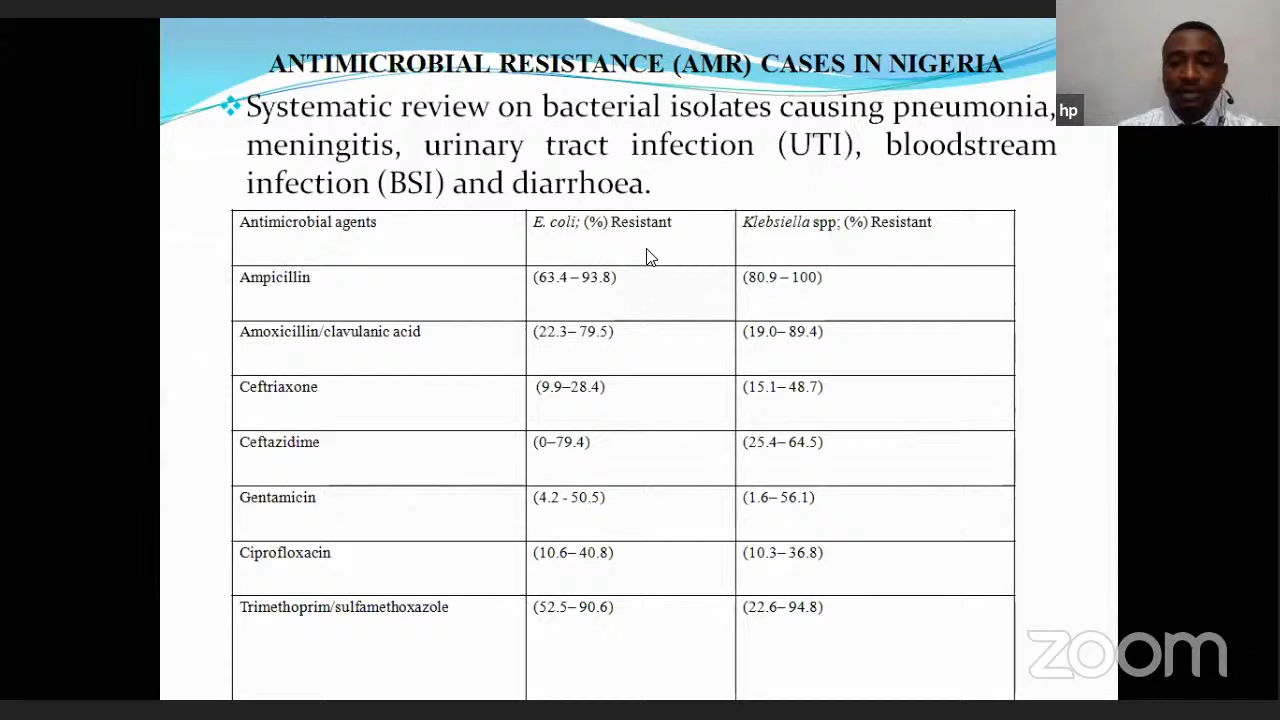 ANTIMICROBIAL RESISTANCE (AMR) CASES IN NIGERIA
hp
Systematic review on bacterial isolates causing pneumonia,
meningitis, urinary tract infection (UTI), bloodstream
infection (BSI) and diarrhoea.
Antimicrobial agents E. coli; (%) Resistant Klebsiella spp; (%) Resistant
Ampicillin (63.4 – 93.8) (80.9 – 100)
Amoxicillin/clavulanic acid (22.3– 79.5) (19.0– 89.4)
Ceftriaxone (9.9–28.4) (15.1– 48.7)
Ceftazidime (0–79.4) (25.4– 64.5)
Gentamicin (4.2 - 50.5) (1.6– 56.1)
Ciprofloxacin (10.6– 40.8) (10.3– 36.8)
Trimethoprim/sulfamethoxazole (52.5– 90.6) (22.6– 94.8)
zoom